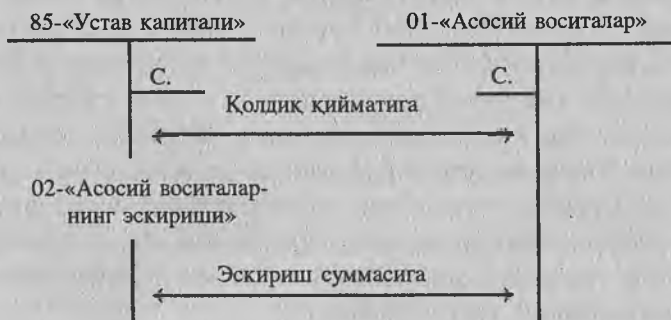 85-«Устав капитали»
01-«Асосий воситалар»
С.
С.
Қолдиқ қийматига
02-«Асосий воситалар-
нинг эскириши»
Эскириш суммасига